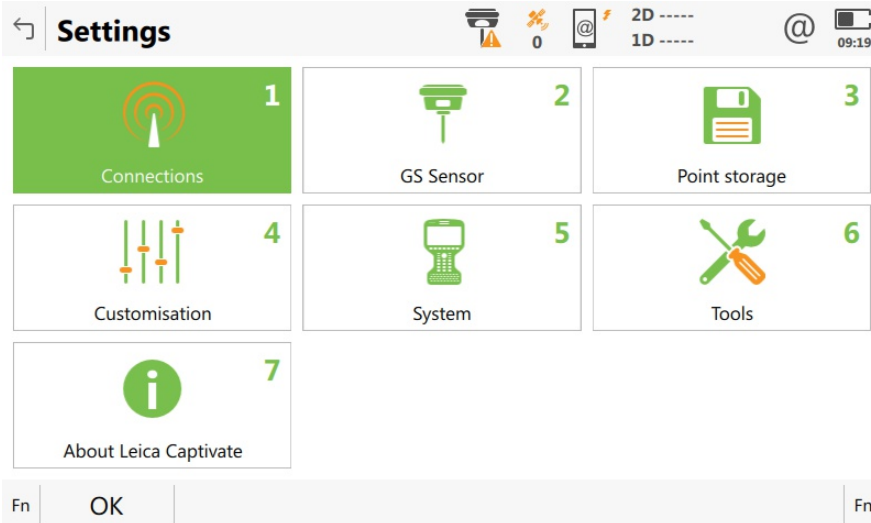 Settings
0
@
2D -----
1D -----
@
09:19
1
Connections
2
GS Sensor
3
Point storage
4
Customisation
5
System
6
Tools
7
About Leica Captivate
Fn
OK
Fn